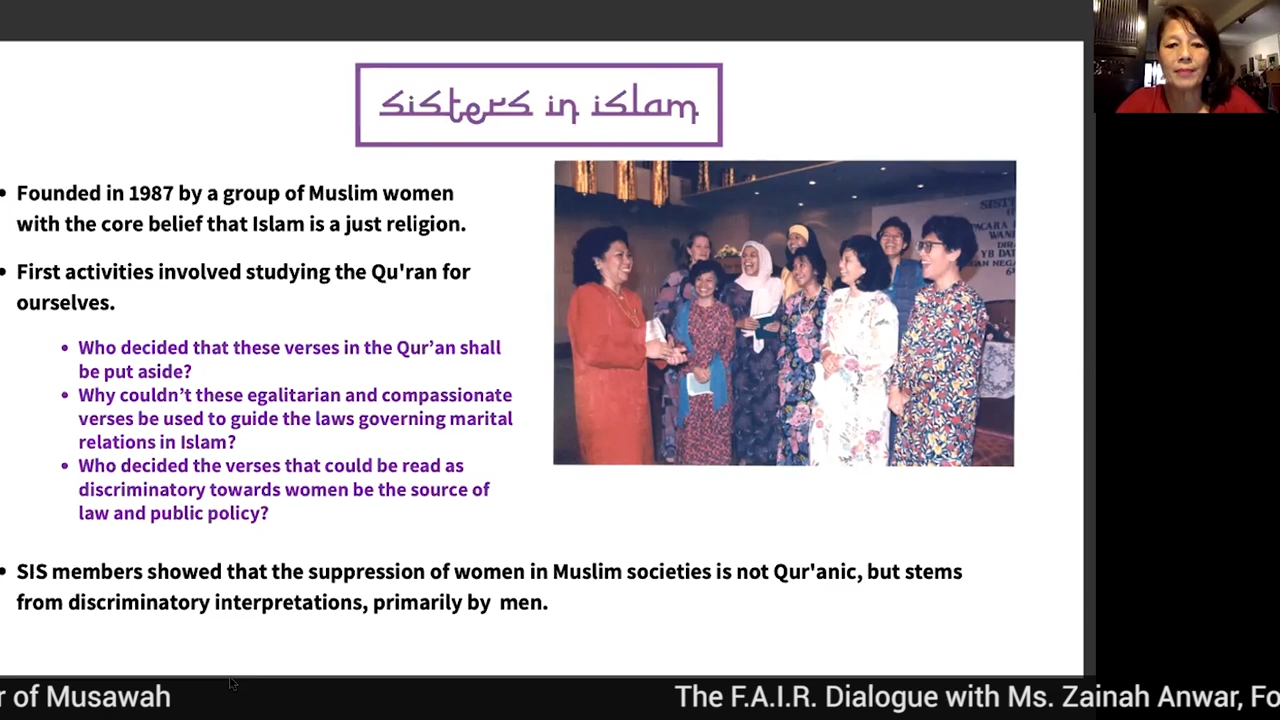 sisters in islam
• Founded in 1987 by a group of Muslim women
with the core belief that Islam is a just religion.
• First activities involved studying the Qu'ran for
ourselves.
• Who decided that these verses in the Qur’an shall
be put aside?
• Why couldn’t these egalitarian and compassionate
verses be used to guide the laws governing marital
relations in Islam?
• Who decided the verses that could be read as
discriminatory towards women be the source of
law and public policy?
• SIS members showed that the suppression of women in Muslim societies is not Qur'anic, but stems
from discriminatory interpretations, primarily by men.
r of Musawah
The F.A.I.R. Dialogue with Ms. Zainah Anwar, Fo